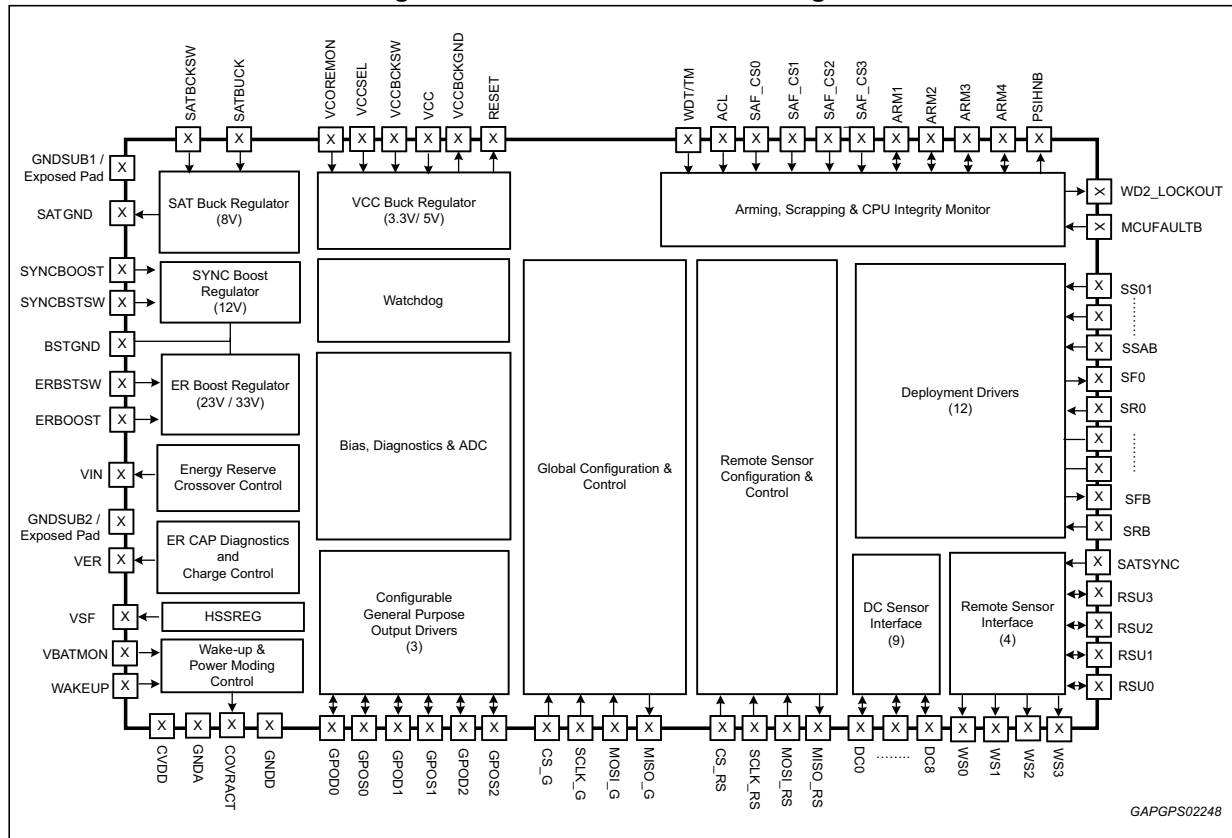 SATBCKSW
SATBUCK
VCOREMON
VCCSEL
VCCBCKSW
VCC
VCCBCKGND
RESET
WDT/TM
ACL
SAF_CS0
SAF_CS1
SAF_CS2
SAF_CS3
ARM1
ARM2
ARM3
ARM4
PSIHNB
X X X X X X X X X X X X X X X X X X X
GNDSUB1 /
Exposed Pad
X
SATGND
X
SAT Buck Regulator
(8V)
VCC Buck Regulator
(3.3V/ 5V)
Arming, Scrapping & CPU Integrity Monitor
X
WD2_LOCKOUT
X
MCUFAULTB
SYNCBOOST
X
SYNCBSTSW
X
SYNC Boost
Regulator
(12V)
Watchdog
BSTGND
X
ERBSTSW
X
ERBOOST
X
ER Boost Regulator
(23V / 33V)
Bias, Diagnostics & ADC
Global Configuration &
Control
Remote Sensor
Configuration &
Control
Deployment Drivers
(12)
X
SS01
X
........
X
SSAB
X
SF0
X
SR0
X
........
X
X
SFB
X
SRB
VIN
X
Energy Reserve
Crossover Control
GNDSUB2 /
Exposed Pad
X
VER
X
ER CAP Diagnostics
and
Charge Control
VSF
X
HSSREG
VBATMON
X
WAKEUP
X
Wake-up &
Power Moding
Control
Configurable
General Purpose
Output Drivers
(3)
DC Sensor
Interface
(9)
Remote Sensor
Interface
(4)
X
SATSYNC
X
RSU3
X
RSU2
X
RSU1
X
RSU0
X X X X X X X X X X X X X X X X X X X X X X X X X
CVDD
GNDA
COVRACT
GNDD
GPOD0
GPOS0
GPOD1
GPOS1
GPOD2
GPOS2
CS_G
SCLK_G
MOSI_G
MISO_G
CS_RS
SCLK_RS
MOSI_RS
MISO_RS
DC0
........
DC8
WS0
WS1
WS2
WS3
GAPGPS02248